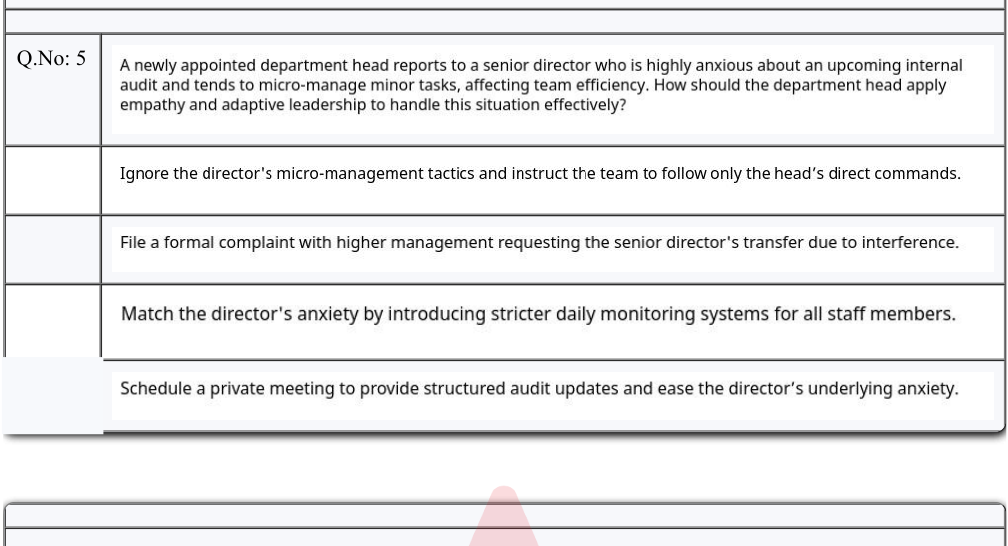 Q.No: 5
A newly appointed department head reports to a senior director who is highly anxious about an upcoming internal
audit and tends to micro-manage minor tasks, affecting team efficiency. How should the department head apply
empathy and adaptive leadership to handle this situation effectively?
Ignore the director's micro-management tactics and instruct the team to follow only the head’s direct commands.
File a formal complaint with higher management requesting the senior director's transfer due to interference.
Match the director's anxiety by introducing stricter daily monitoring systems for all staff members.
Schedule a private meeting to provide structured audit updates and ease the director’s underlying anxiety.